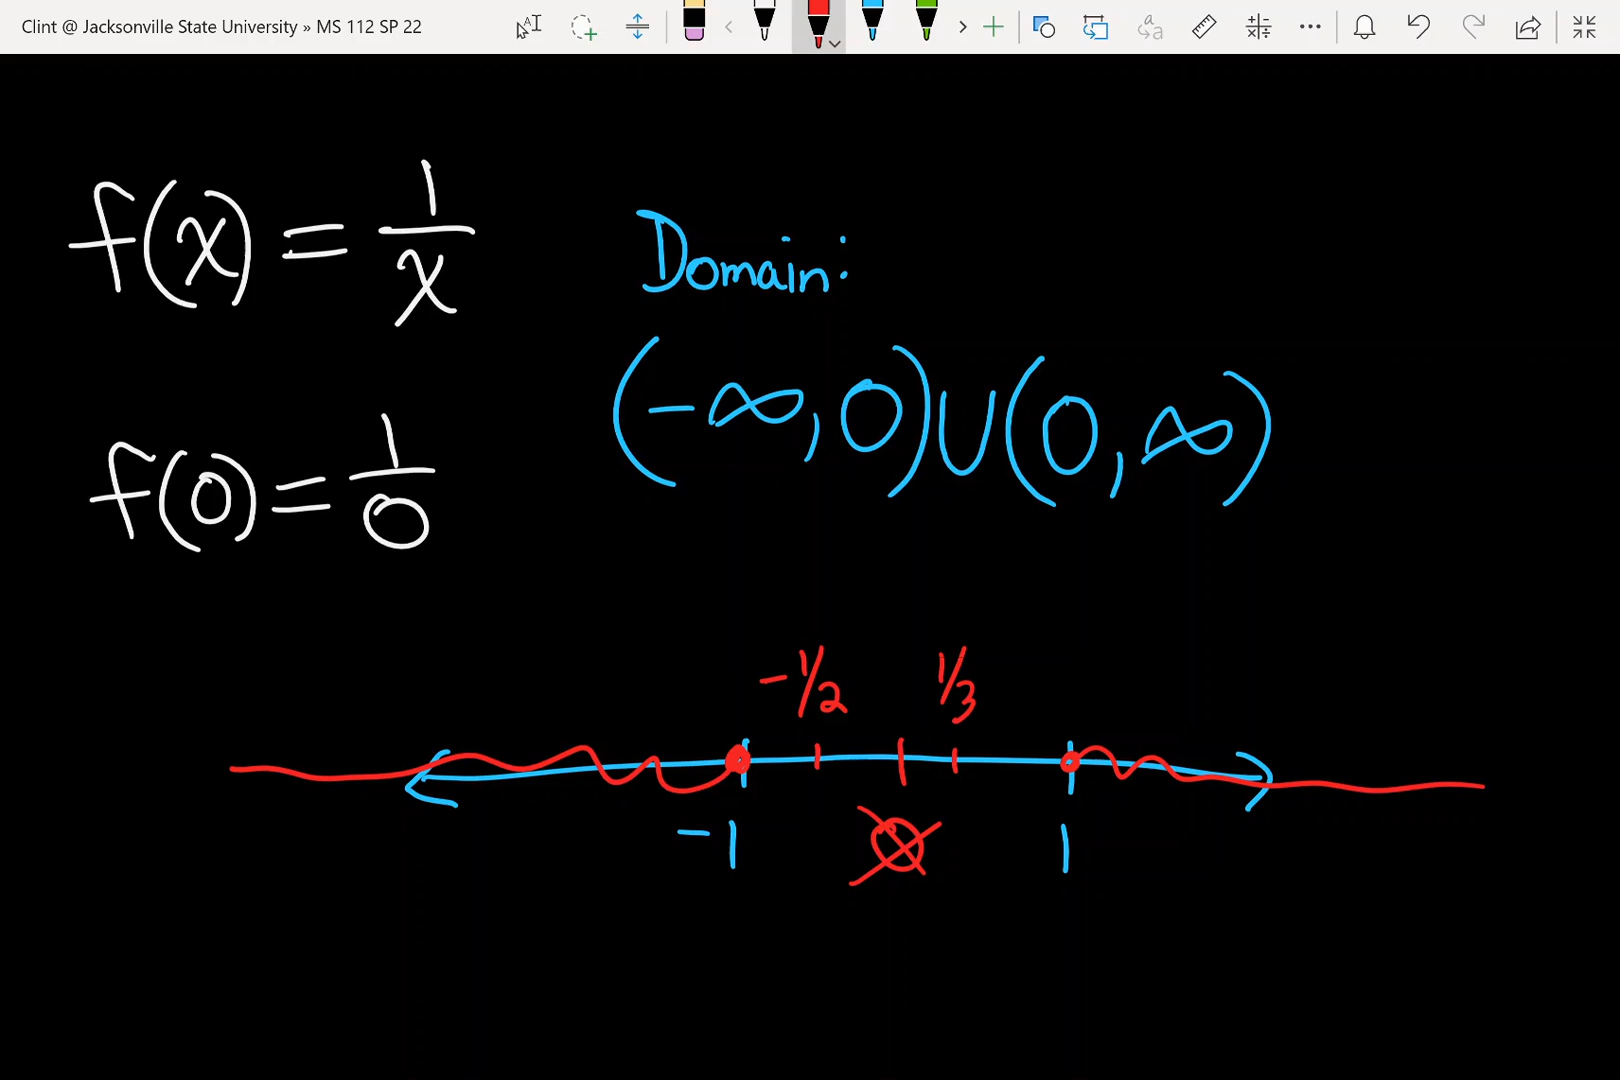 Clint @ Jacksonville State University » MS 112 SP 22
f(x) = 1/x
Domain:
(-∞, 0) ∪ (0, ∞)
f(0) = 1/0
-1/2 1/3
-1 0 1